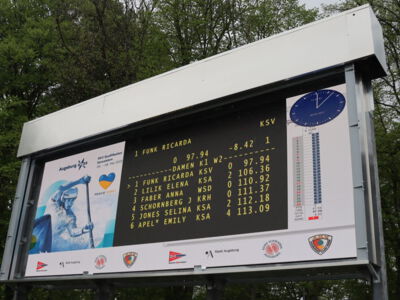 Augsburg
KSV
1 FUNK RICARDA -8.42 1
0 97.94
----------DAMEN K1 W2----------
> 1 FUNK RICARDA KSV 0 97.94
2 LILIK ELENA KSA 2 106.36
3 FABER ANNA WSD 0 110.92
4 SCHORNBERG J KRH 0 111.37
5 JONES SELINA KSA 2 112.18
6 APEL* EMILY KSA 4 113.09